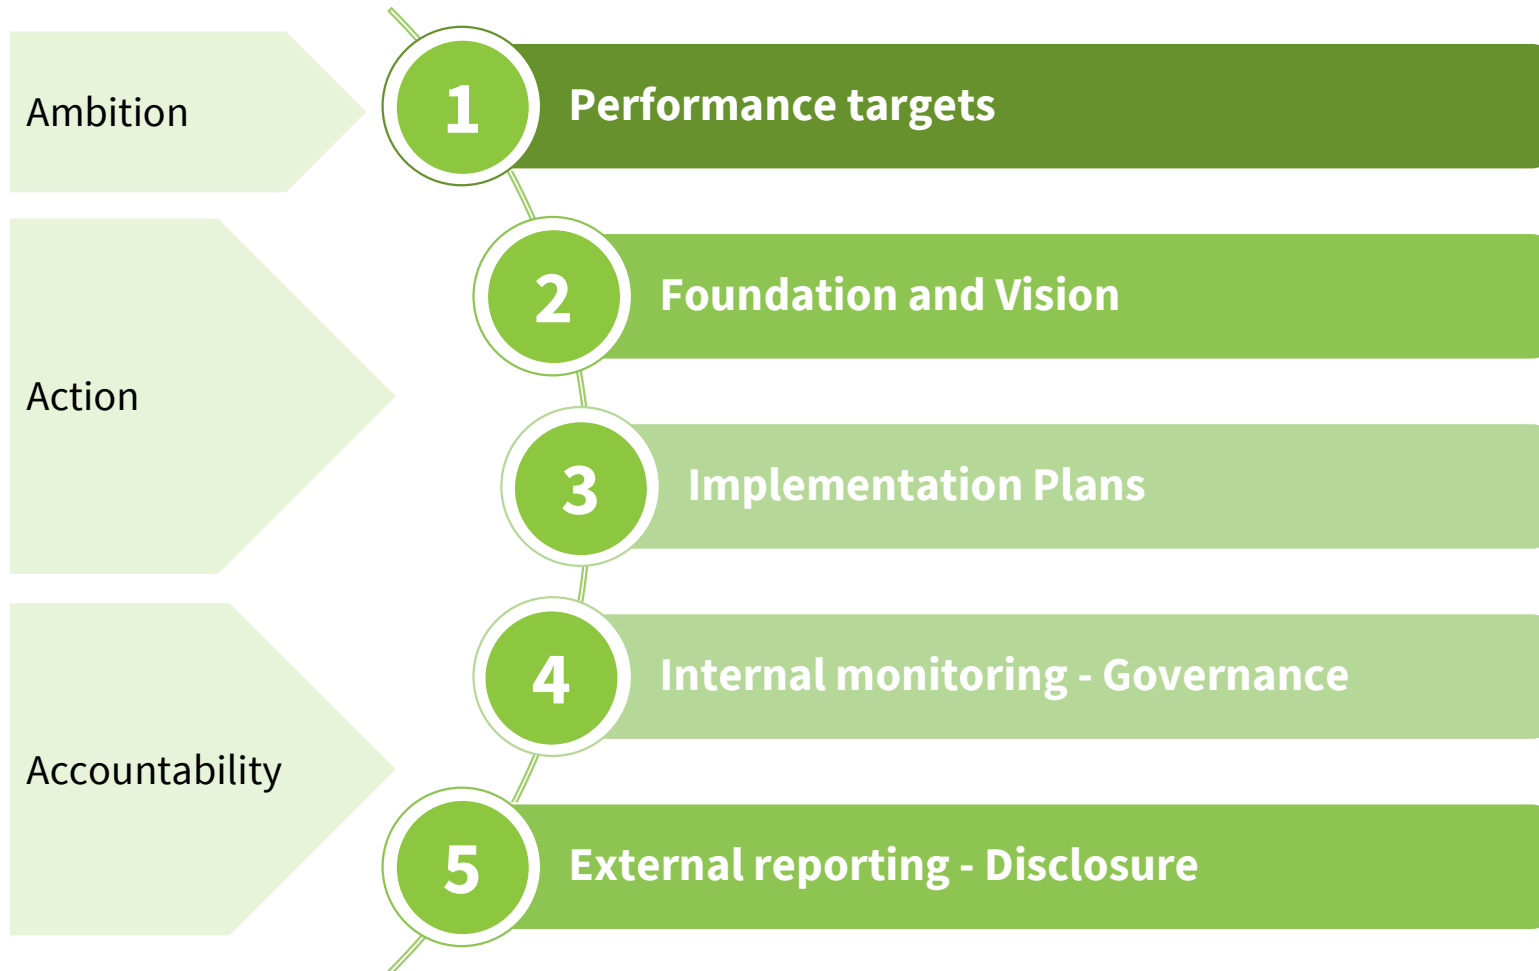 Ambition
1
Performance targets
2
Foundation and Vision
Action
3
Implementation Plans
4
Internal monitoring - Governance
Accountability
5
External reporting - Disclosure